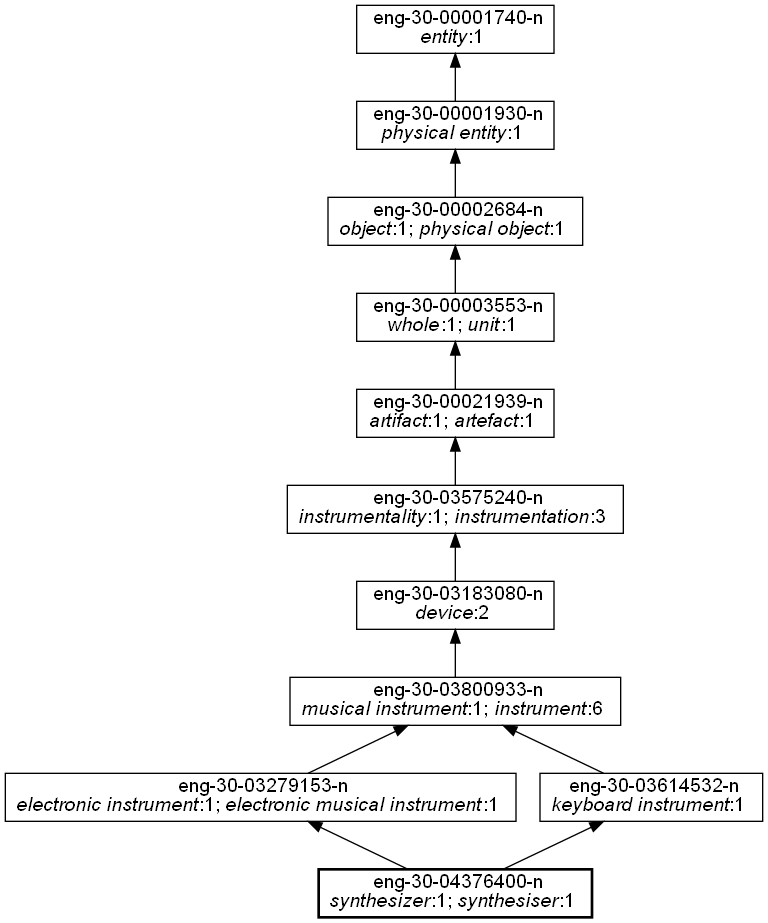 eng-30-00001740-n
entity:1
eng-30-00001930-n
physical entity:1
eng-30-00002684-n
object:1; physical object:1
eng-30-00003553-n
whole:1; unit:1
eng-30-00021939-n
artifact:1; artefact:1
eng-30-03575240-n
instrumentality:1; instrumentation:3
eng-30-03183080-n
device:2
eng-30-03800933-n
musical instrument:1; instrument:6
eng-30-03279153-n
electronic instrument:1; electronic musical instrument:1
eng-30-03614532-n
keyboard instrument:1
eng-30-04376400-n
synthesizer:1; synthesiser:1